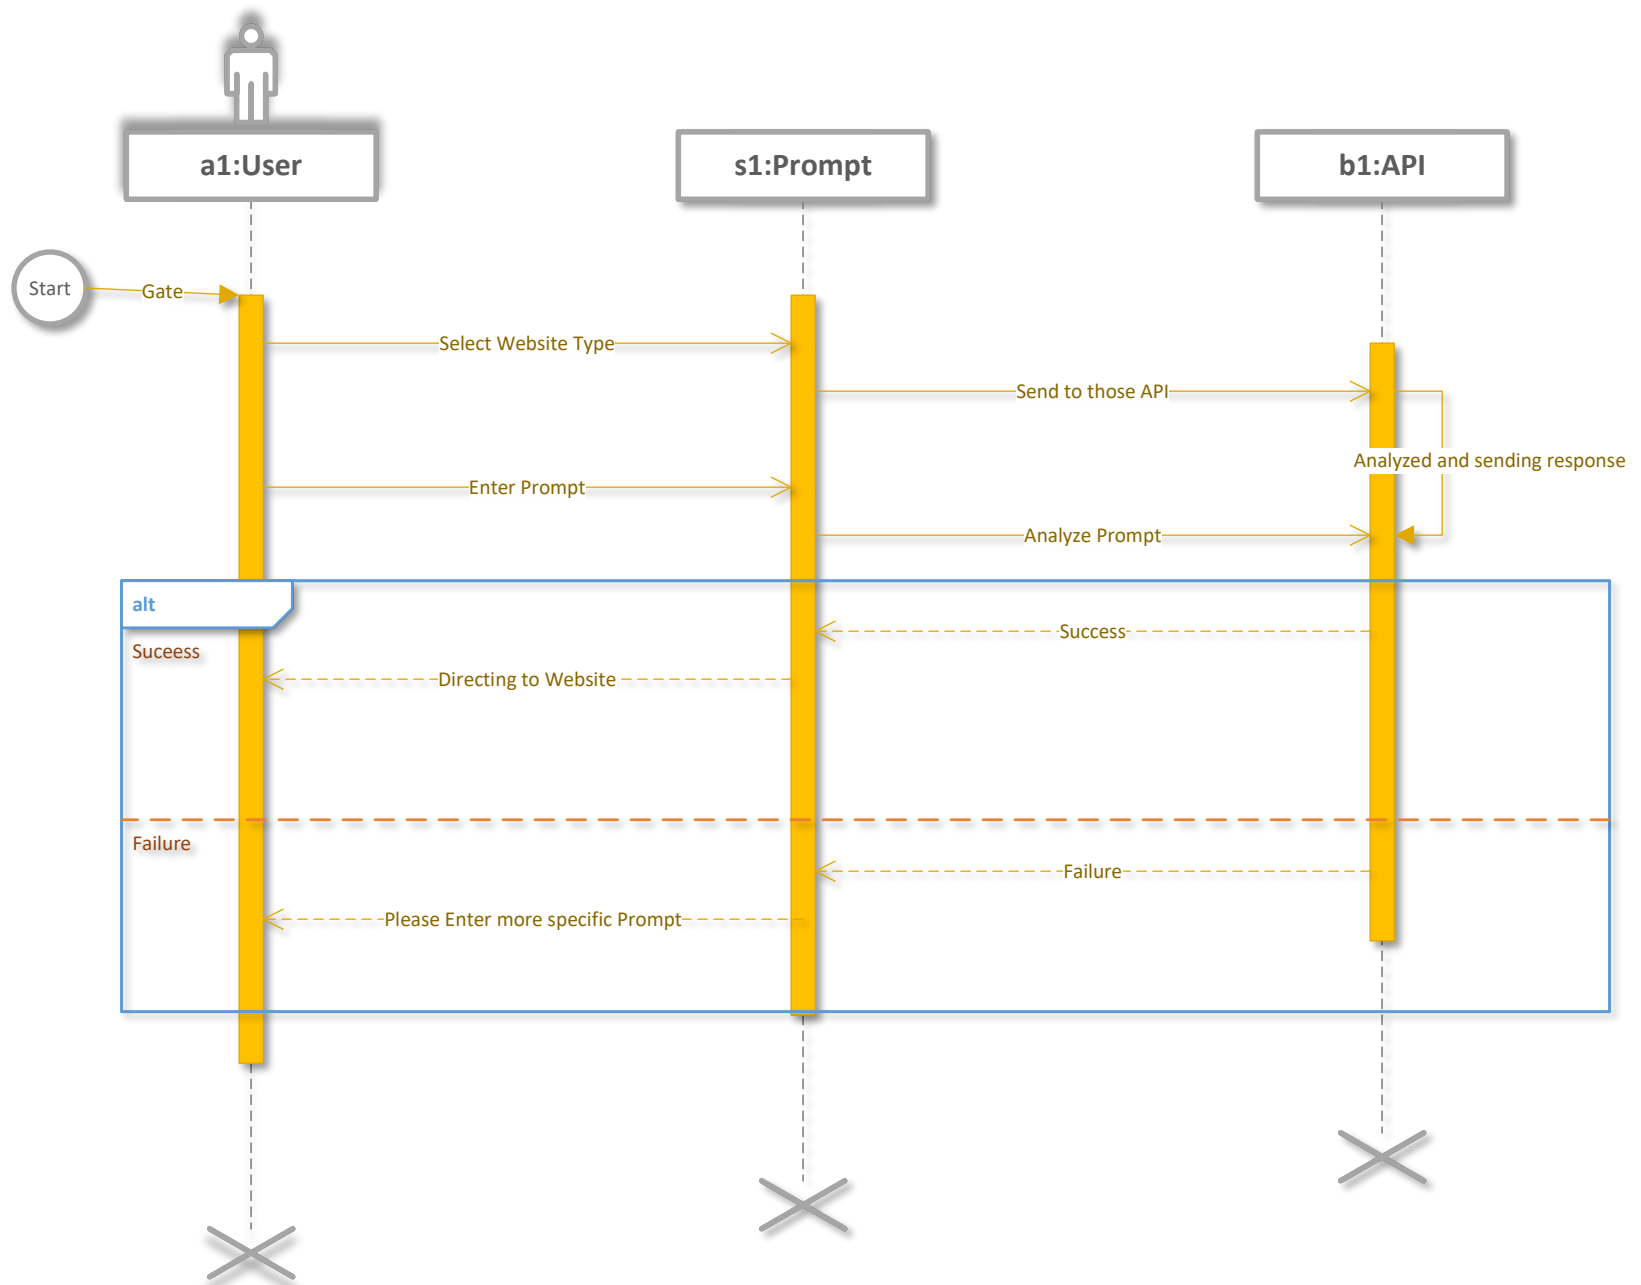 a1:User
s1:Prompt
b1:API
Start
Gate
Select Website Type
Send to those API
Analyzed and sending response
Enter Prompt
Analyze Prompt
alt
Suceess
Success
Directing to Website
Failure
Failure
Please Enter more specific Prompt